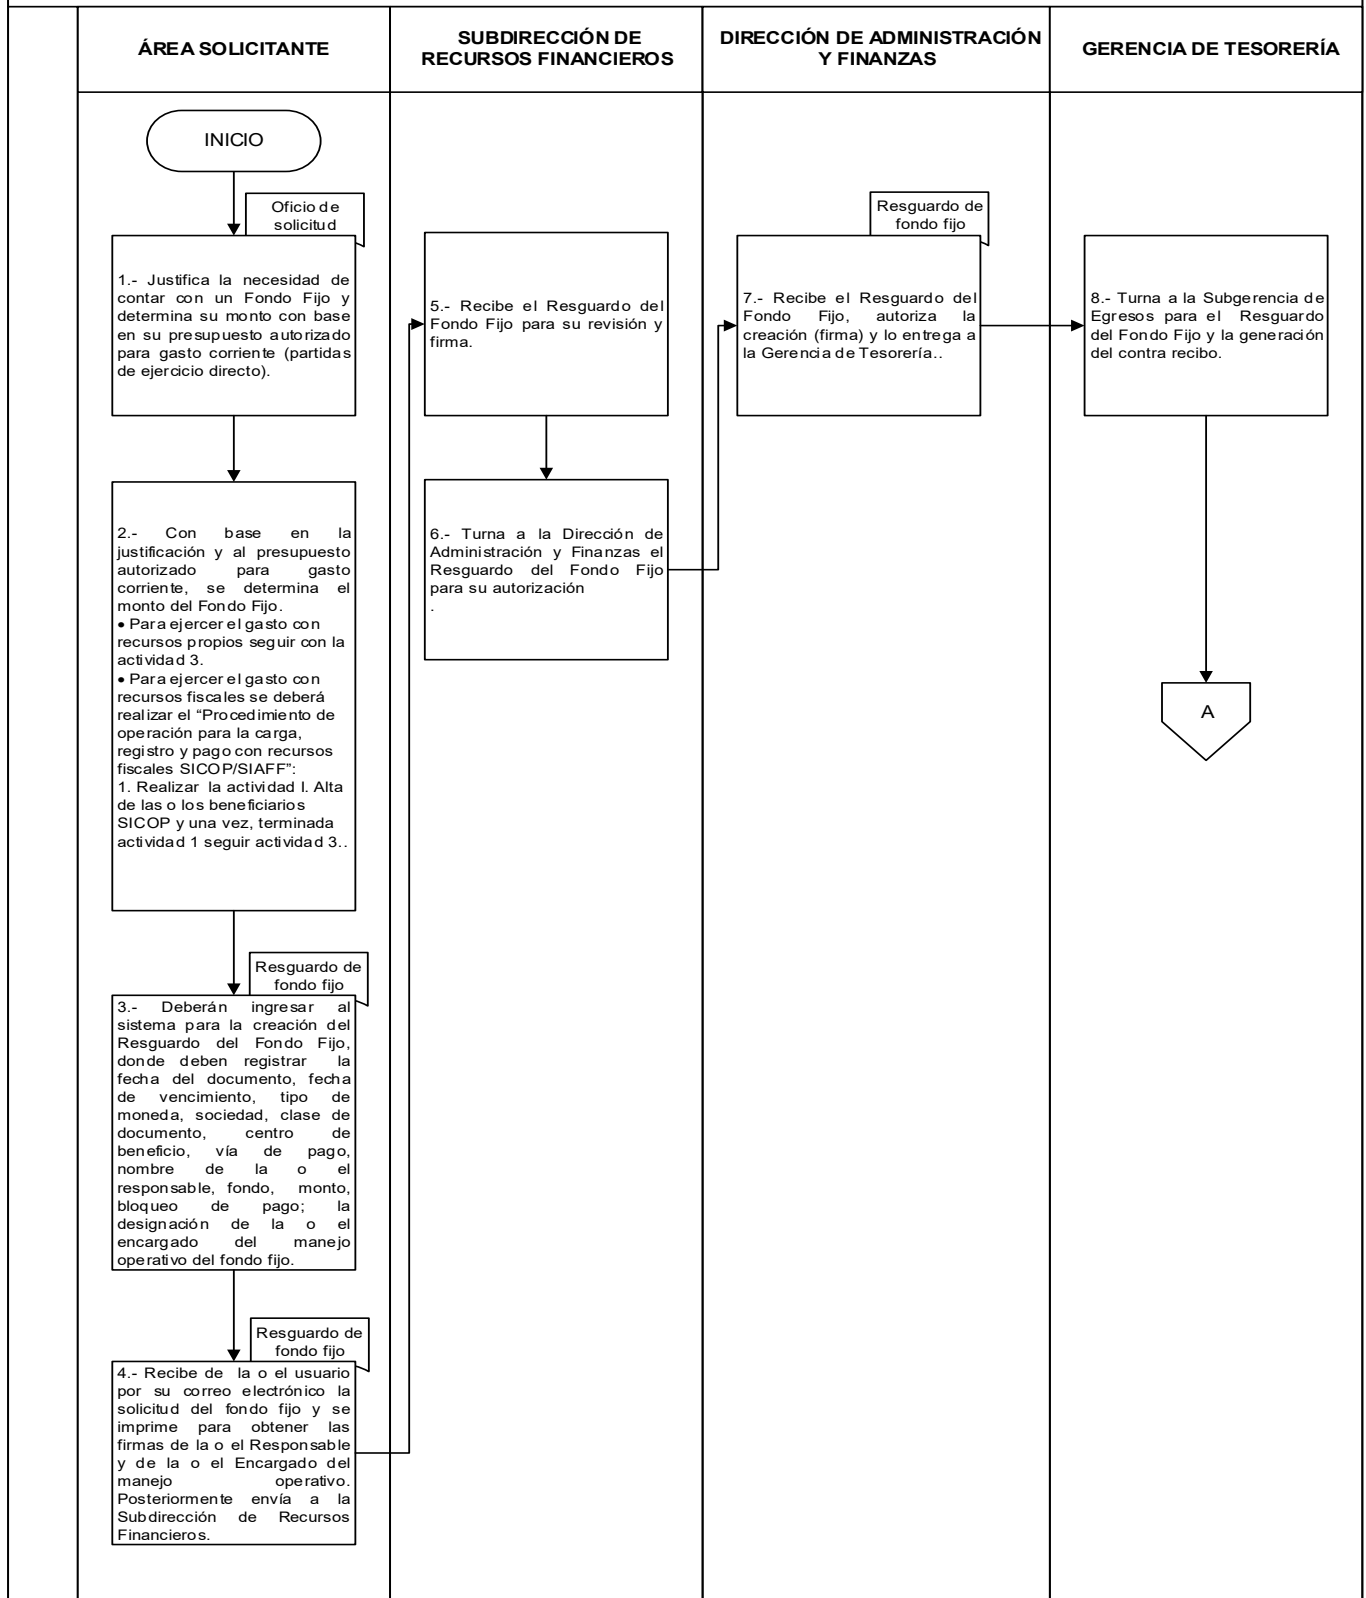 ÁREA SOLICITANTE
SUBDIRECCIÓN DE
RECURSOS FINANCIEROS
DIRECCIÓN DE ADMINISTRACIÓN
Y FINANZAS
GERENCIA DE TESORERÍA
INICIO
Oficio de
solicitud
1.- Justifica la necesidad de
contar con un Fondo Fijo y
determina su monto con base
en su presupuesto autorizado
para gasto corriente (partidas
de ejercicio directo).
2.- Con base en la
justificación y al presupuesto
autorizado para gasto
corriente, se determina el
monto del Fondo Fijo.
• Para ejercer el gasto con
recursos propios seguir con la
actividad 3.
• Para ejercer el gasto con
recursos fiscales se deberá
realizar el “Procedimiento de
operación para la carga,
registro y pago con recursos
fiscales SICOP/SIAFF”:
1. Realizar la actividad I. Alta
de las o los beneficiarios
SICOP y una vez, terminada
actividad 1 seguir actividad 3..
Resguardo de
fondo fijo
3.- Deberán ingresar al
sistema para la creación del
Resguardo del Fondo Fijo,
donde deben registrar la
fecha del documento, fecha
de vencimiento, tipo de
moneda, sociedad, clase de
documento, centro de
beneficio, vía de pago,
nombre de la o el
responsable, fondo, monto,
bloqueo de pago; la
designación de la o el
encargado del manejo
operativo del fondo fijo.
Resguardo de
fondo fijo
4.- Recibe de la o el usuario
por su correo electrónico la
solicitud del fondo fijo y se
imprime para obtener las
firmas de la o el Responsable
y de la o el Encargado del
manejo operativo.
Posteriormente envía a la
Subdirección de Recursos
Financieros.
5.- Recibe el Resguardo del
Fondo Fijo para su revisión y
firma.
6.- Turna a la Dirección de
Administración y Finanzas el
Resguardo del Fondo Fijo
para su autorización
.
Resguardo de
fondo fijo
7.- Recibe el Resguardo del
Fondo Fijo, autoriza la
creación (firma) y lo entrega a
la Gerencia de Tesorería..
8.- Turna a la Subgerencia de
Egresos para el Resguardo
del Fondo Fijo y la generación
del contra recibo.
A